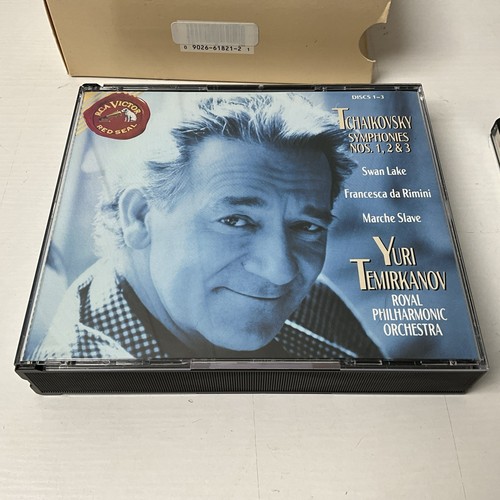 0 9026-61821-2 1
RCA VICTOR
RED SEAL
DISCS 1-3
TCHAIKOVSKY
SYMPHONIES
NOS. 1, 2 & 3
Swan Lake
Francesca da Rimini
Marche Slave
YURI
TEMIRKANOV
ROYAL
PHILHARMONIC
ORCHESTRA